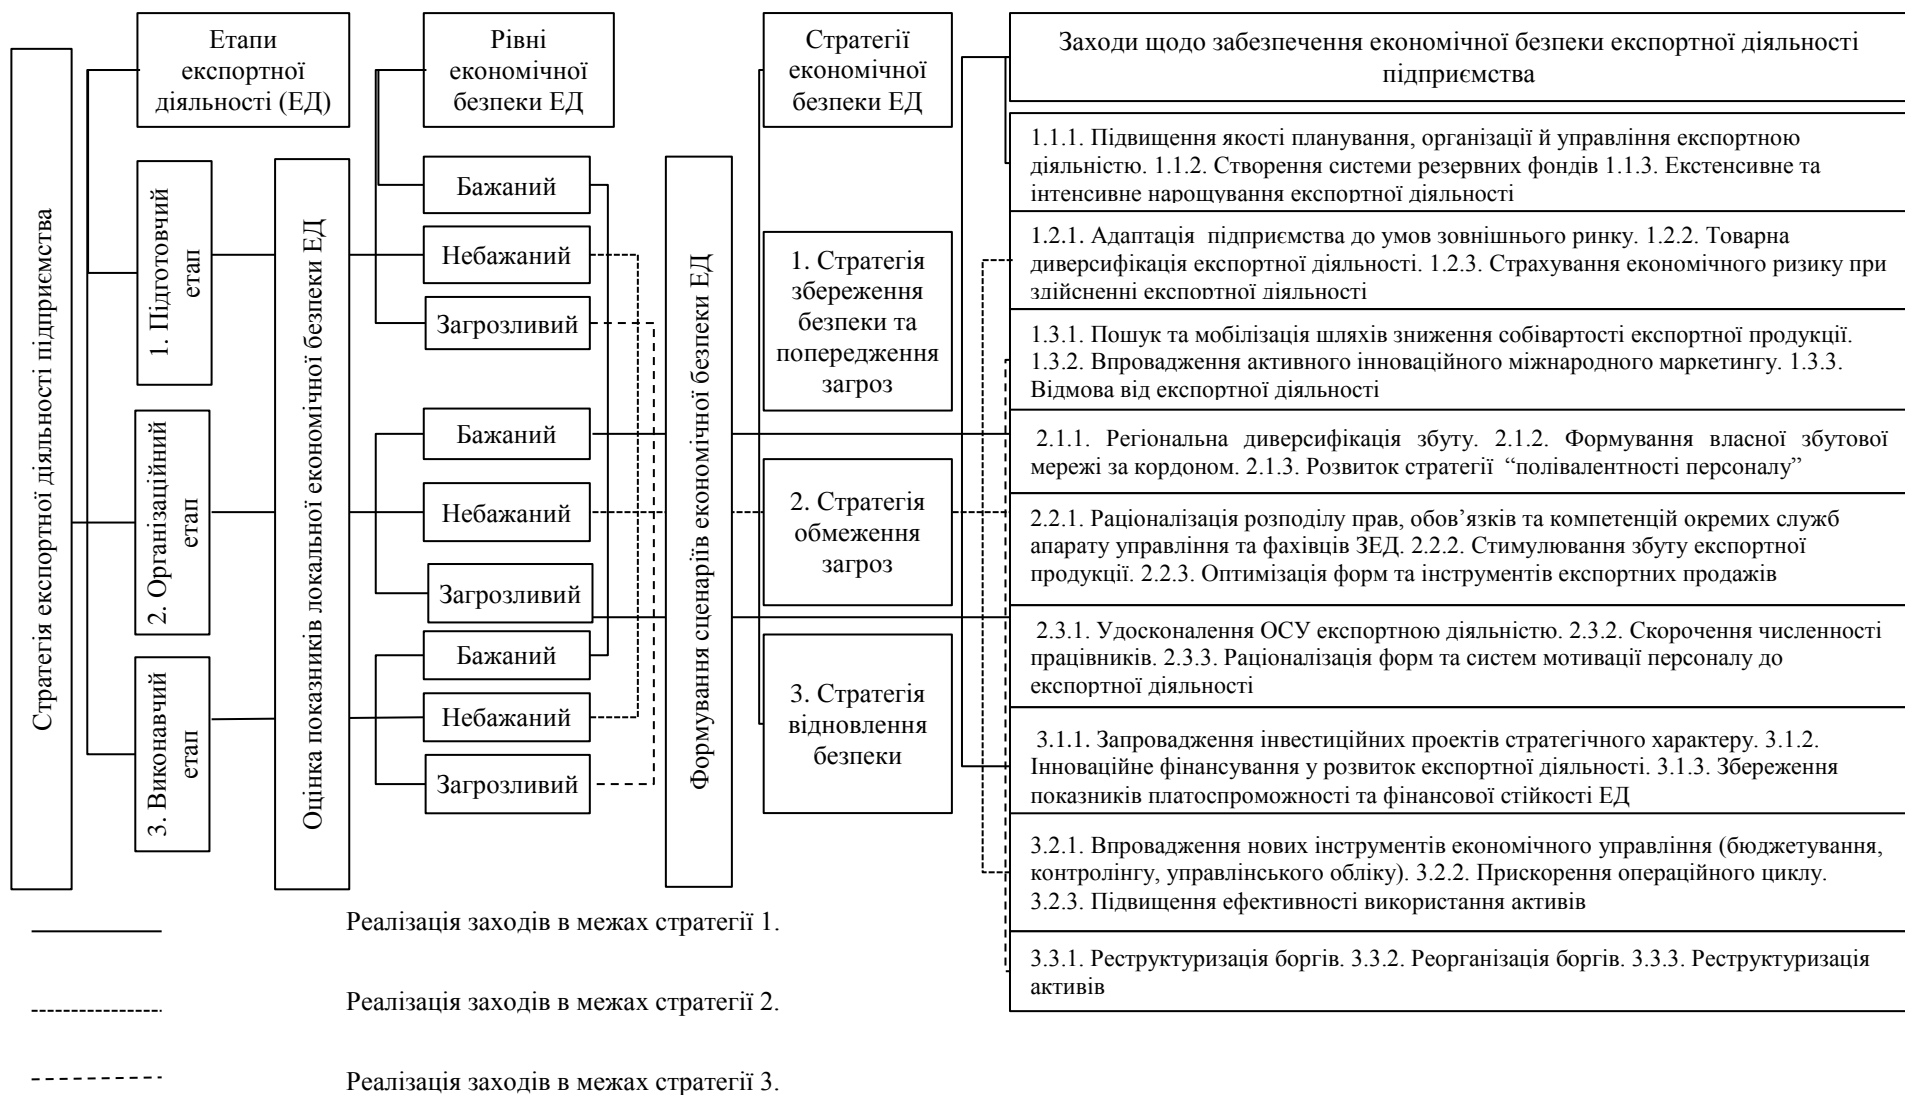 Стратегія експортної діяльності підприємства
Етапи
експортної
діяльності (ЕД)
1. Підготовчий
етап
2. Організаційний
етап
3. Виконавчий
етап
Оцінка показників локальної економічної безпеки ЕД
Рівні
економічної
безпеки ЕД
Бажаний
Небажаний
Загрозливий
Бажаний
Небажаний
Загрозливий
Бажаний
Небажаний
Загрозливий
Формування сценаріїв економічної безпеки ЕД
Стратегії
економічної
безпеки ЕД
1. Стратегія
збереження
безпеки та
попередження
загроз
2. Стратегія
обмеження
загроз
3. Стратегія
відновлення
безпеки
Заходи щодо забезпечення економічної безпеки експортної діяльності
підприємства
1.1.1. Підвищення якості планування, організації й управління експортною
діяльністю. 1.1.2. Створення системи резервних фондів 1.1.3. Екстенсивне та
інтенсивне нарощування експортної діяльності
1.2.1. Адаптація підприємства до умов зовнішнього ринку. 1.2.2. Товарна
диверсифікація експортної діяльності. 1.2.3. Страхування економічного ризику при
здійсненні експортної діяльності
1.3.1. Пошук та мобілізація шляхів зниження собівартості експортної продукції.
1.3.2. Впровадження активного інноваційного міжнародного маркетингу. 1.3.3.
Відмова від експортної діяльності
2.1.1. Регіональна диверсифікація збуту. 2.1.2. Формування власної збутової
мережі за кордоном. 2.1.3. Розвиток стратегії “полівалентності персоналу”
2.2.1. Раціоналізація розподілу прав, обов’язків та компетенцій окремих служб
апарату управління та фахівців ЗЕД. 2.2.2. Стимулювання збуту експортної
продукції. 2.2.3. Оптимізація форм та інструментів експортних продажів
2.3.1. Удосконалення ОСУ експортною діяльністю. 2.3.2. Скорочення численності
працівників. 2.3.3. Раціоналізація форм та систем мотивації персоналу до
експортної діяльності
3.1.1. Запровадження інвестиційних проектів стратегічного характеру. 3.1.2.
Інноваційне фінансування у розвиток експортної діяльності. 3.1.3. Збереження
показників платоспроможності та фінансової стійкості ЕД
3.2.1. Впровадження нових інструментів економічного управління (бюджетування,
контролінгу, управлінського обліку). 3.2.2. Прискорення операційного циклу.
3.2.3. Підвищення ефективності використання активів
3.3.1. Реструктуризація боргів. 3.3.2. Реорганізація боргів. 3.3.3. Реструктуризація
активів
Реалізація заходів в межах стратегії 1.
Реалізація заходів в межах стратегії 2.
Реалізація заходів в межах стратегії 3.